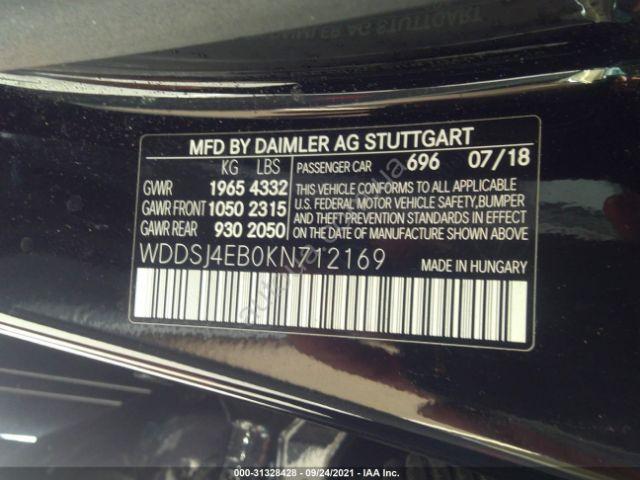 MFD BY DAIMLER AG STUTTGART
KG LBS PASSENGER CAR 696 07/18
GVWR 1965 4332
GAWR FRONT 1050 2315
GAWR REAR 930 2050
THIS VEHICLE CONFORMS TO ALL APPLICABLE
U.S. FEDERAL MOTOR VEHICLE SAFETY, BUMPER
AND THEFT PREVENTION STANDARDS IN EFFECT
ON THE DATE OF MANUFACTURE SHOWN ABOVE.
WDDSJ4EB0KN712169 MADE IN HUNGARY
000-31328428 - 09/24/2021 - IAA Inc.